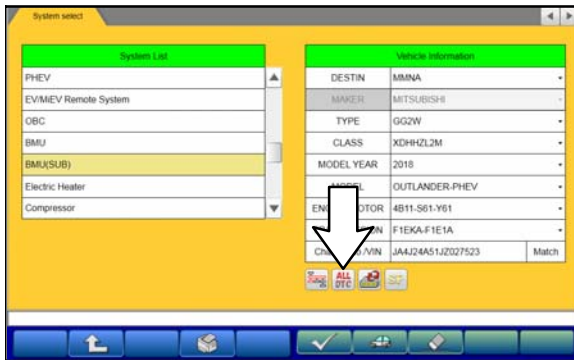 System select
System List
PHEV
EV/MiEV Remote System
OBC
BMU
BMU(SUB)
Electric Heater
Compressor
Vehicle Information
DESTIN MMNA
MAKER MITSUBISHI
TYPE GG2W
CLASS XDHHZL2M
MODEL YEAR 2018
OUTLANDER-PHEV
4B11-S61-Y61
F1EKA-F1E1A
/VIN JA4J24A51JZ027523 Match
ALL
DTC